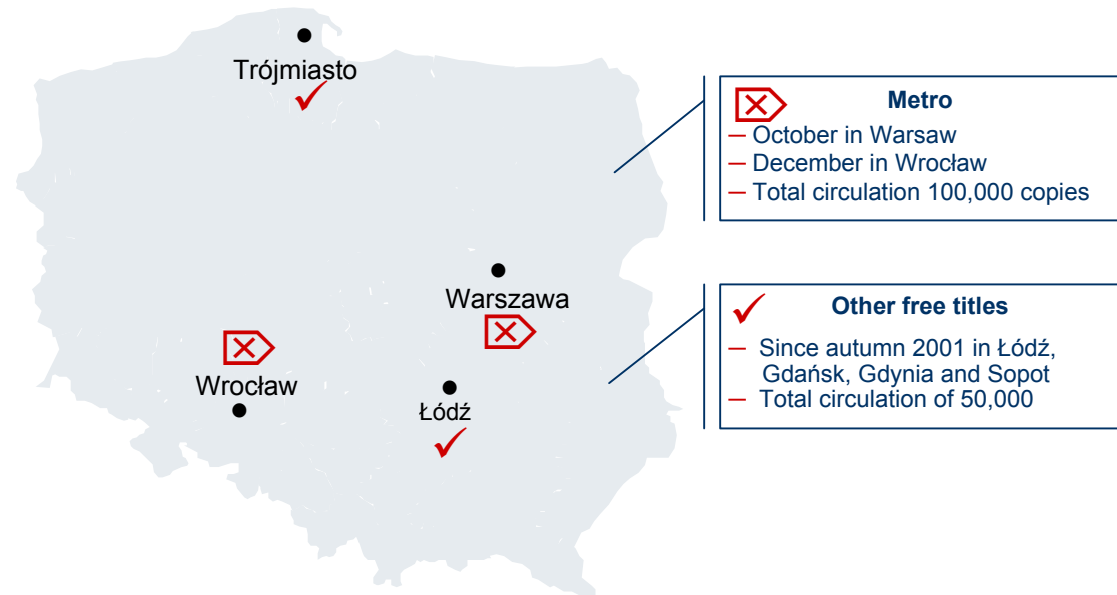 Trójmiasto
Metro
— October in Warsaw
— December in Wrocław
— Total circulation 100,000 copies
Warszawa
Wrocław
Łódź
Other free titles
— Since autumn 2001 in Łódź,
Gdańsk, Gdynia and Sopot
— Total circulation of 50,000